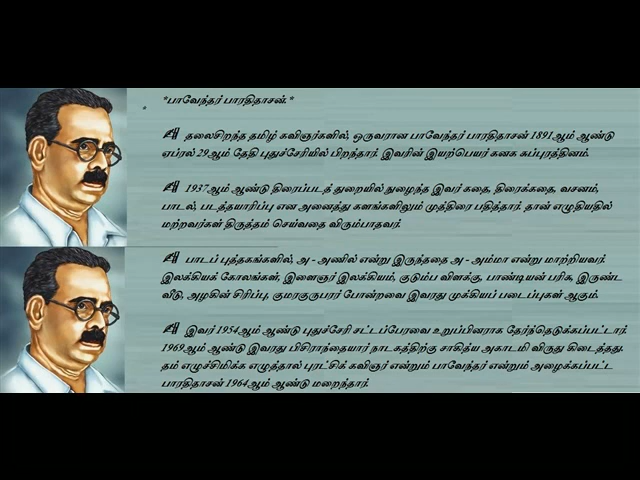 *பாவேந்தர் பாரதிதாசன்.*
*
✍ தலைசிறந்த தமிழ் கவிஞர்களில், ஒருவரான பாவேந்தர் பாரதிதாசன் 1891ஆம் ஆண்டு
ஏப்ரல் 29ஆம் தேதி புதுச்சேரியில் பிறந்தார். இவரின் இயற்பெயர் கனக சுப்புரத்தினம்.
✍ 1937ஆம் ஆண்டு திரைப்படத் துறையில் நுழைந்த இவர் கதை, திரைக்கதை, வசனம்,
பாடல், படத்தயாரிப்பு என அனைத்து களங்களிலும் முத்திரை பதித்தார். தான் எழுதியதில்
மற்றவர்கள் திருத்தம் செய்வதை விரும்பாதவர்.
✍ பாடப் புத்தகங்களில், அ - அணில் என்று இருந்ததை அ - அம்மா என்று மாற்றியவர்.
இலக்கியக் கோலங்கள், இளைஞர் இலக்கியம், குடும்ப விளக்கு, பாண்டியன் பரிசு, இருண்ட
வீடு, அழகின் சிரிப்பு, குமரகுருபரர் போன்றவை இவரது முக்கியப் படைப்புகள் ஆகும்.
✍ இவர் 1954ஆம் ஆண்டு புதுச்சேரி சட்டப்பேரவை உறுப்பினராக தேர்ந்தெடுக்கப்பட்டார்.
1969ஆம் ஆண்டு இவரது பிசிராந்தையார் நாடகத்திற்கு சாகித்ய அகாடமி விருது கிடைத்தது.
தம் எழுச்சிமிக்க எழுத்தால் புரட்சிக் கவிஞர் என்றும் பாவேந்தர் என்றும் அழைக்கப்பட்ட
பாரதிதாசன் 1964ஆம் ஆண்டு மறைந்தார்.